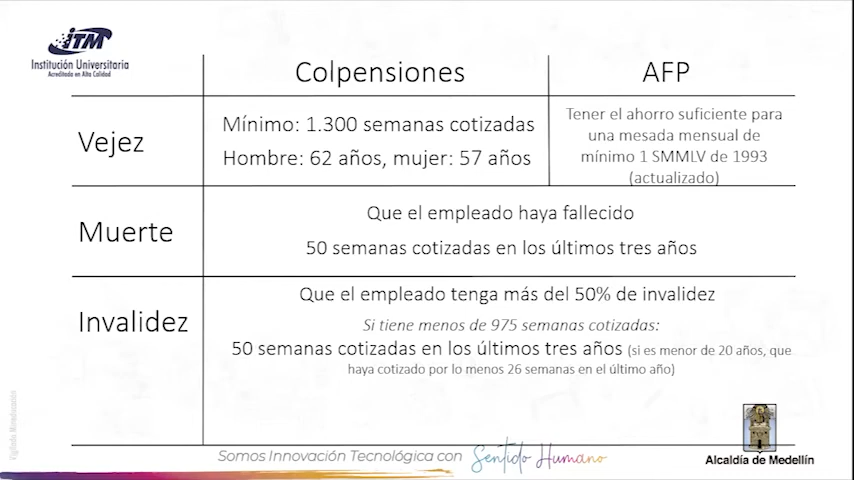 iTM
Institución Universitaria
Acreditada en Alta Calidad
Colpensiones
AFP
Vejez
Mínimo: 1.300 semanas cotizadas
Hombre: 62 años, mujer: 57 años
Tener el ahorro suficiente para
una mesada mensual de
mínimo 1 SMMLV de 1993
(actualizado)
Muerte
Que el empleado haya fallecido
50 semanas cotizadas en los últimos tres años
Invalidez
Que el empleado tenga más del 50% de invalidez
Si tiene menos de 975 semanas cotizadas:
50 semanas cotizadas en los últimos tres años (si es menor de 20 años, que
haya cotizado por lo menos 26 semanas en el último año)
Vigilada Mineducación
Somos Innovación Tecnológica con Sentido Humano
Alcaldía de Medellín